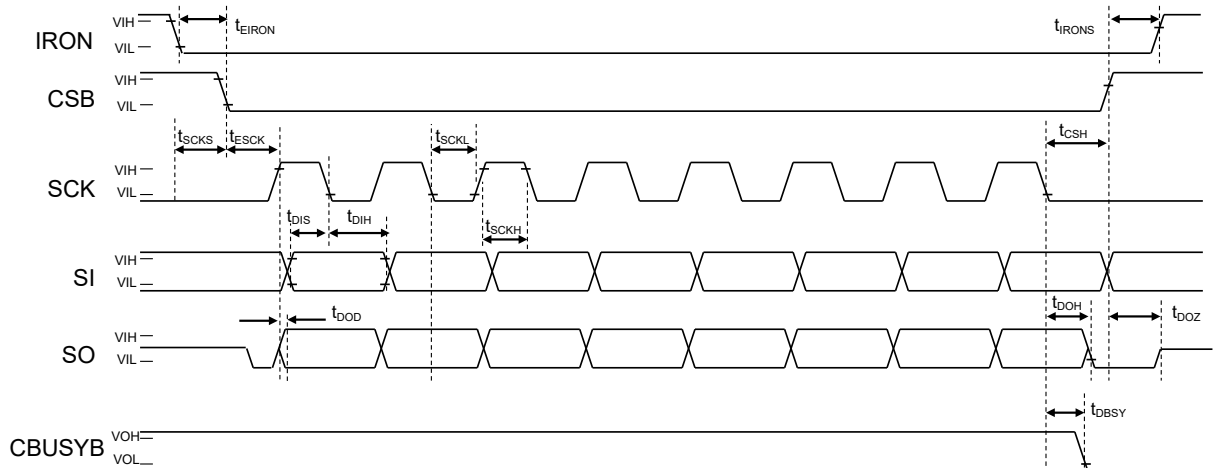 VIH
IRON
VIL
tEIRON
tIRONS
VIH
CSB
VIL
tSCKS
tESCK
tSCKL
tCSH
VIH
SCK
VIL
tDIS
tDIH
tSCKH
VIH
SI
VIL
tDOD
tDOH
tDOZ
VIH
SO
VIL
tDBSY
VOH
CBUSYB
VOL